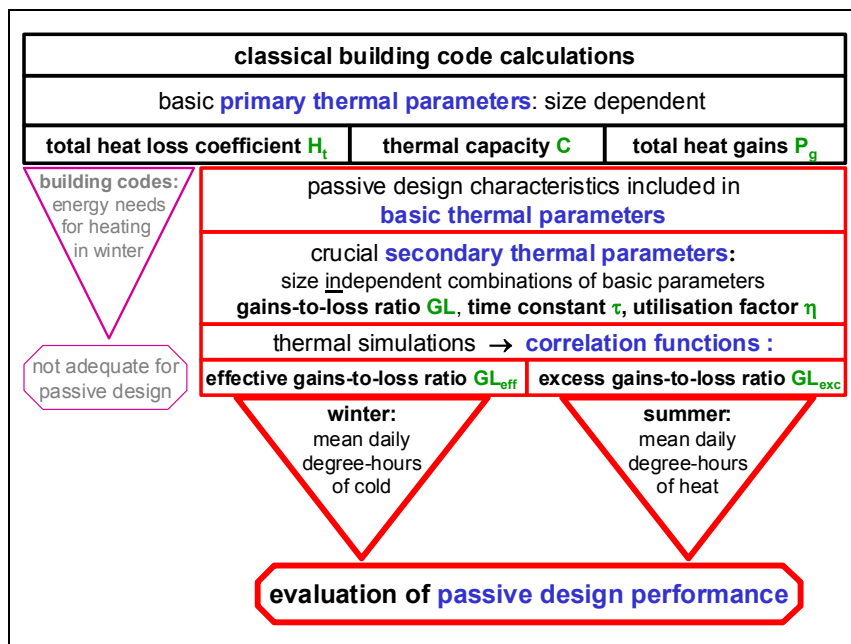 classical building code calculations
basic primary thermal parameters: size dependent
total heat loss coefficient Ht
thermal capacity C
total heat gains Pg
building codes:
energy needs
for heating
in winter
not adequate for
passive design
passive design characteristics included in
basic thermal parameters
crucial secondary thermal parameters:
size independent combinations of basic parameters
gains-to-loss ratio GL, time constant τ, utilisation factor η
thermal simulations → correlation functions :
effective gains-to-loss ratio GLeff
excess gains-to-loss ratio GLexc
winter:
mean daily
degree-hours
of cold
summer:
mean daily
degree-hours
of heat
evaluation of passive design performance